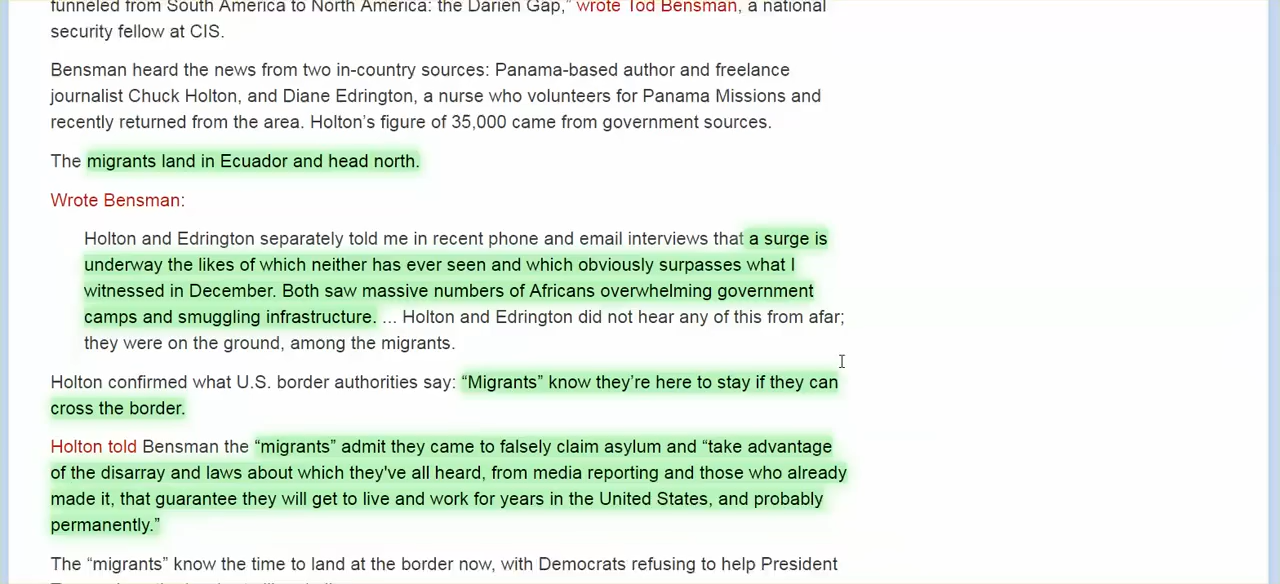 funneled from South America to North America: the Darien Gap,” wrote Tod Bensman, a national
security fellow at CIS.
Bensman heard the news from two in-country sources: Panama-based author and freelance
journalist Chuck Holton, and Diane Edrington, a nurse who volunteers for Panama Missions and
recently returned from the area. Holton’s figure of 35,000 came from government sources.
The migrants land in Ecuador and head north.
Wrote Bensman:
Holton and Edrington separately told me in recent phone and email interviews that a surge is
underway the likes of which neither has ever seen and which obviously surpasses what I
witnessed in December. Both saw massive numbers of Africans overwhelming government
camps and smuggling infrastructure. ... Holton and Edrington did not hear any of this from afar;
they were on the ground, among the migrants.
Holton confirmed what U.S. border authorities say: “Migrants” know they’re here to stay if they can
cross the border.
Holton told Bensman the “migrants” admit they came to falsely claim asylum and “take advantage
of the disarray and laws about which they've all heard, from media reporting and those who already
made it, that guarantee they will get to live and work for years in the United States, and probably
permanently.”
The “migrants” know the time to land at the border now, with Democrats refusing to help President